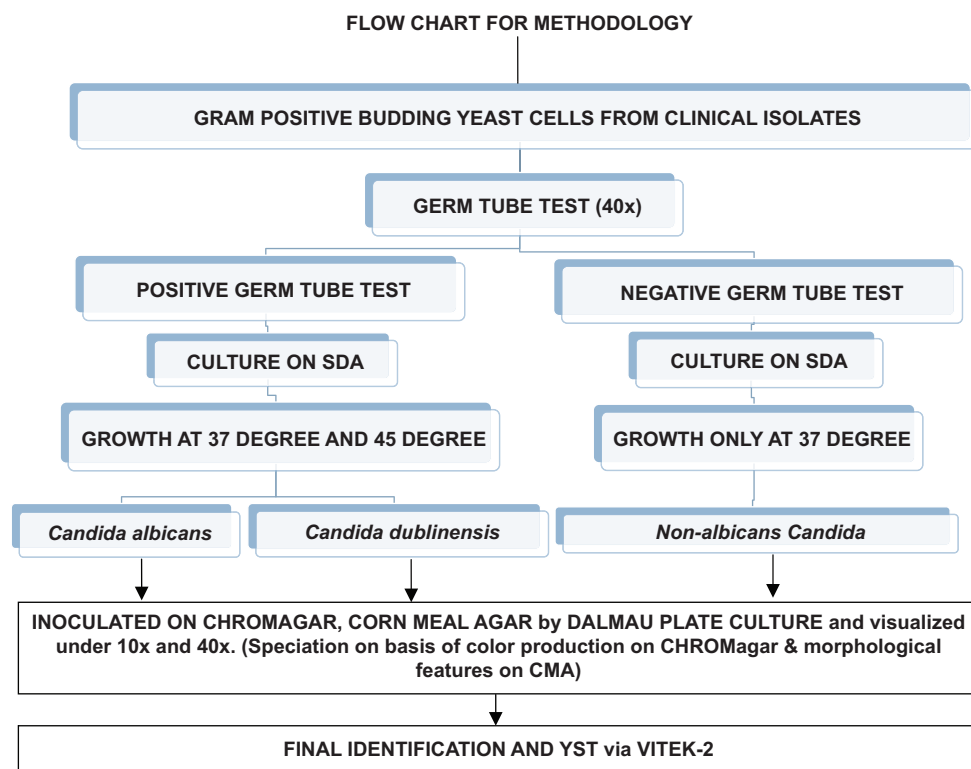 FLOW CHART FOR METHODOLOGY
GRAM POSITIVE BUDDING YEAST CELLS FROM CLINICAL ISOLATES
GERM TUBE TEST (40x)
POSITIVE GERM TUBE TEST
NEGATIVE GERM TUBE TEST
CULTURE ON SDA
CULTURE ON SDA
GROWTH AT 37 DEGREE AND 45 DEGREE
GROWTH ONLY AT 37 DEGREE
Candida albicans
Candida dublinensis
Non-albicans Candida
INOCULATED ON CHROMAGAR, CORN MEAL AGAR by DALMAU PLATE CULTURE and visualized
under 10x and 40x. (Speciation on basis of color production on CHROMagar & morphological
features on CMA)
FINAL IDENTIFICATION AND YST via VITEK-2